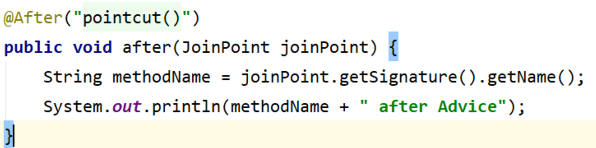 @After("pointcut()")
public void after(JoinPoint joinPoint) {
    String methodName = joinPoint.getSignature().getName();
    System.out.println(methodName + " after Advice");
}